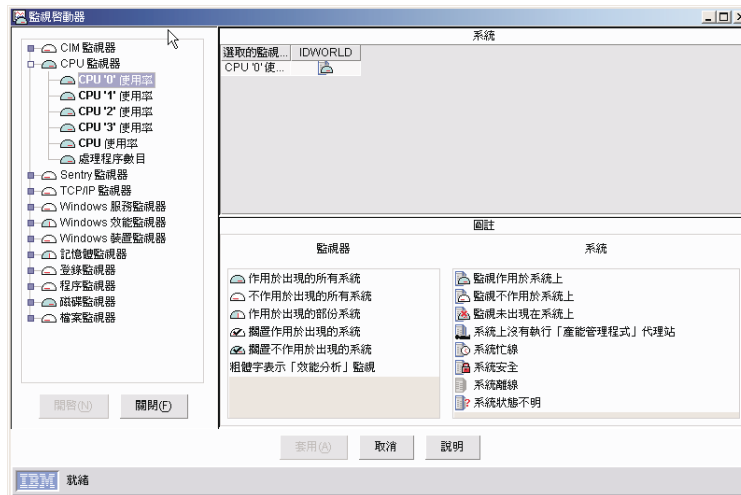 監視啓動器
CIM 監視器
CPU 監視器
CPU '0' 使用率
CPU '1' 使用率
CPU '2' 使用率
CPU '3' 使用率
CPU 使用率
處理程序數目
Sentry 監視器
TCP/IP 監視器
Windows 服務監視器
Windows 效能監視器
Windows 裝置監視器
記憶體監視器
登錄監視器
程序監視器
磁碟監視器
檔案監視器
開啓(N)
關閉(F)
系統
選取的監視... IDWORLD
CPU '0' 使...
圖註
監視器
作用於出現的所有系統
不作用於出現的所有系統
作用於出現的部份系統
擱置作用於出現的系統
擱置不作用於出現的系統
粗體字表示「效能分析」監視
系統
監視作用於系統上
監視不作用於系統上
監視未出現在系統上
系統上沒有執行「產能管理程式」代理站
系統忙線
系統安全
系統離線
系統狀態不明
套用(A)
取消
說明
IBM 就緒